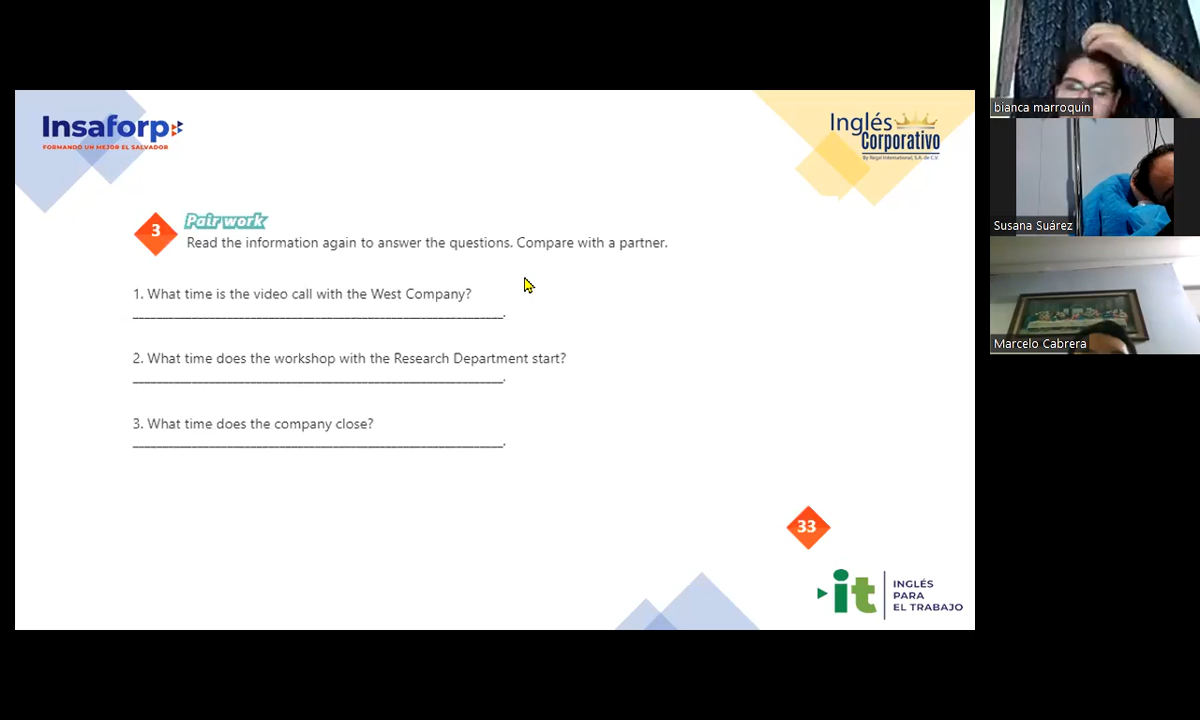 Insaforp
FORMANDO UN MEJOR EL SALVADOR
Inglés
Corporativo
By Regal International, S.A. de C.V.
3
Pair work
Read the information again to answer the questions. Compare with a partner.
1. What time is the video call with the West Company?
_____________________________________________________.
2. What time does the workshop with the Research Department start?
_____________________________________________________.
3. What time does the company close?
_____________________________________________________.
33
it
INGLÉS
PARA
EL TRABAJO
bianca marroquin
Susana Suárez
Marcelo Cabrera